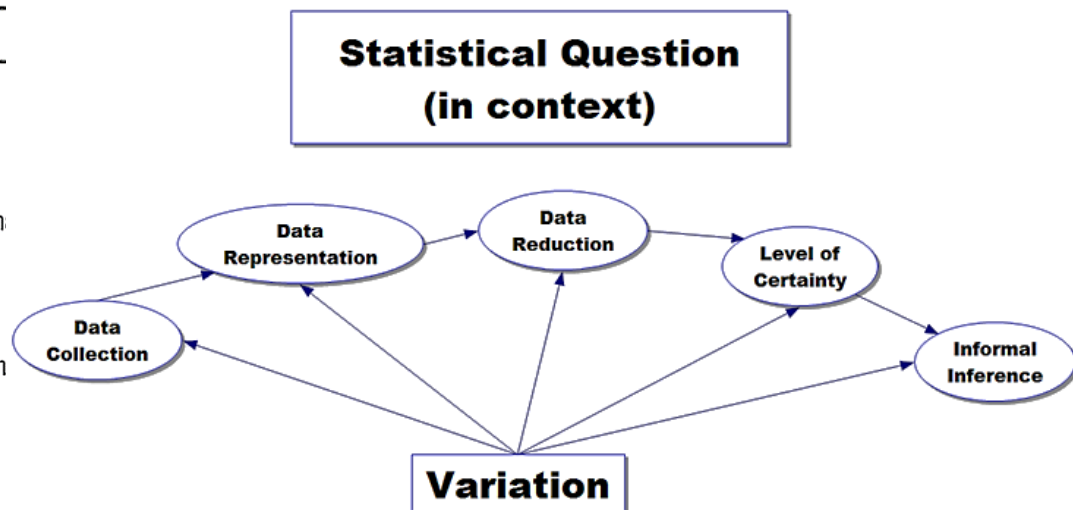 Statistical Question
(in context)
Data
Representation
Data
Reduction
Level of
Certainty
Data
Collection
Informal
Inference
Variation